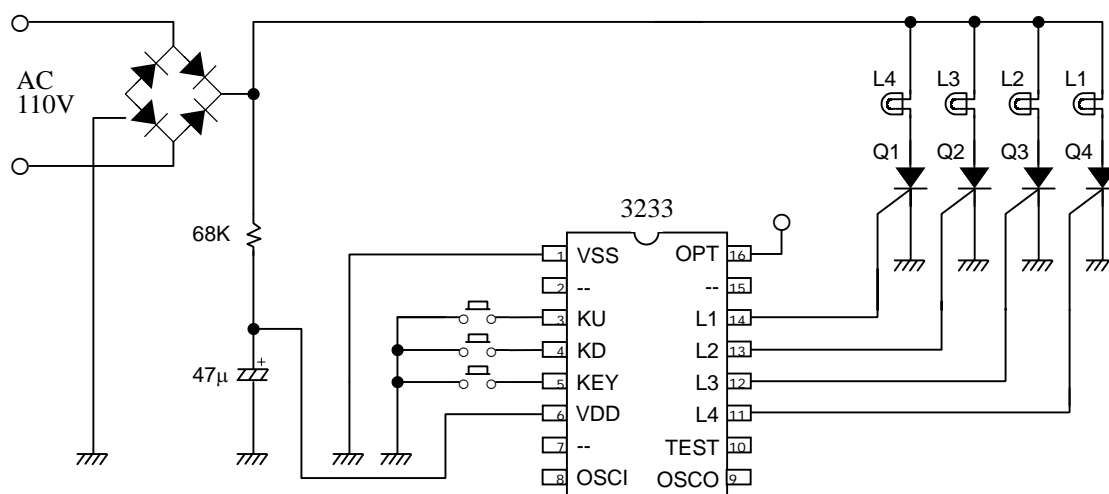 AC
110V
L4
L3
L2
L1
Q1
Q2
Q3
Q4
68K
3233
1 VSS
OPT 16
2 --
-- 15
3 KU
L1 14
4 KD
L2 13
5 KEY
L3 12
6 VDD
L4 11
7 --
TEST 10
8 OSCI
OSCO 9
+
47μ